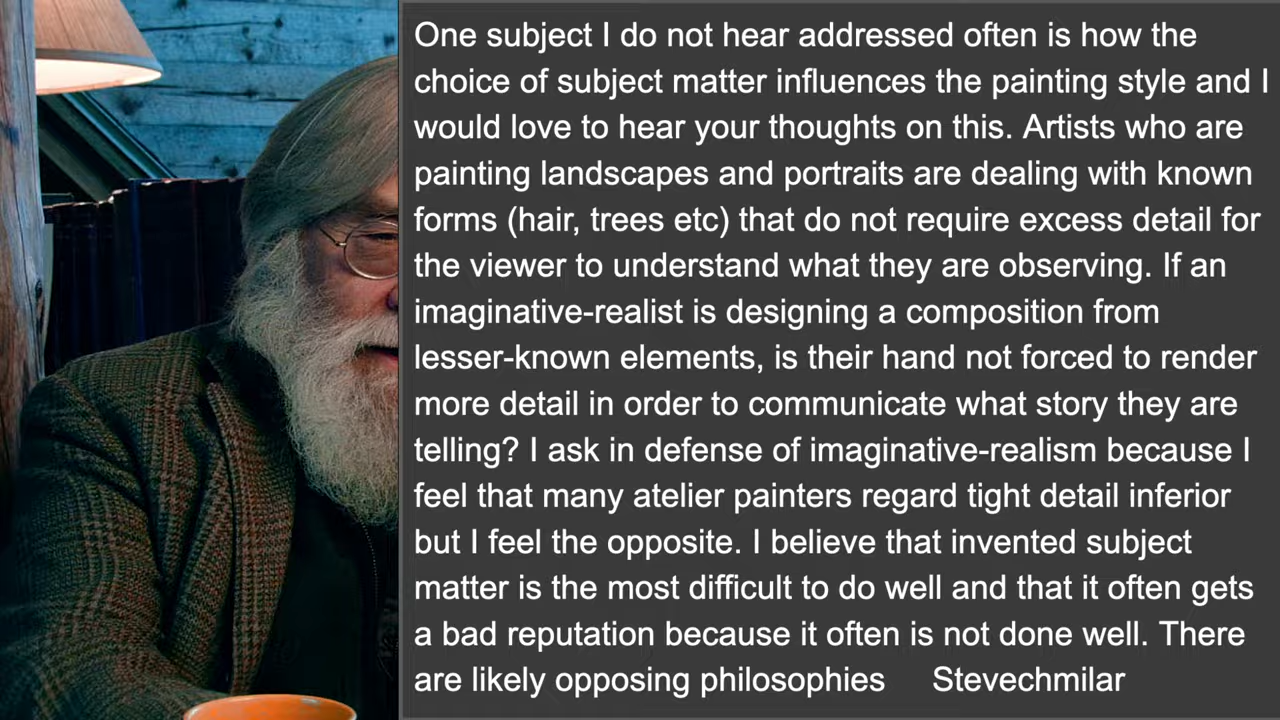 One subject I do not hear addressed often is how the
choice of subject matter influences the painting style and I
would love to hear your thoughts on this. Artists who are
painting landscapes and portraits are dealing with known
forms (hair, trees etc) that do not require excess detail for
the viewer to understand what they are observing. If an
imaginative-realist is designing a composition from
lesser-known elements, is their hand not forced to render
more detail in order to communicate what story they are
telling? I ask in defense of imaginative-realism because I
feel that many atelier painters regard tight detail inferior
but I feel the opposite. I believe that invented subject
matter is the most difficult to do well and that it often gets
a bad reputation because it often is not done well. There
are likely opposing philosophies Stevechmilar